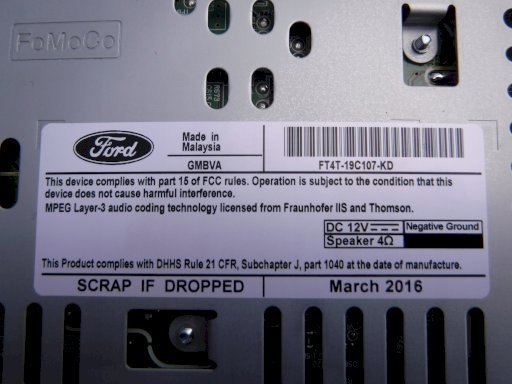 FoMoCo
Ford
Made in
Malaysia
GMBVA
FT4T-19C107-KD
This device complies with part 15 of FCC rules. Operation is subject to the condition that this
device does not cause harmful interference.
MPEG Layer-3 audio coding technology licensed from Fraunhofer IIS and Thomson.
DC 12V Negative Ground
Speaker 4Ω
This Product complies with DHHS Rule 21 CFR, Subchapter J, part 1040 at the date of manufacture.
SCRAP IF DROPPED March 2016